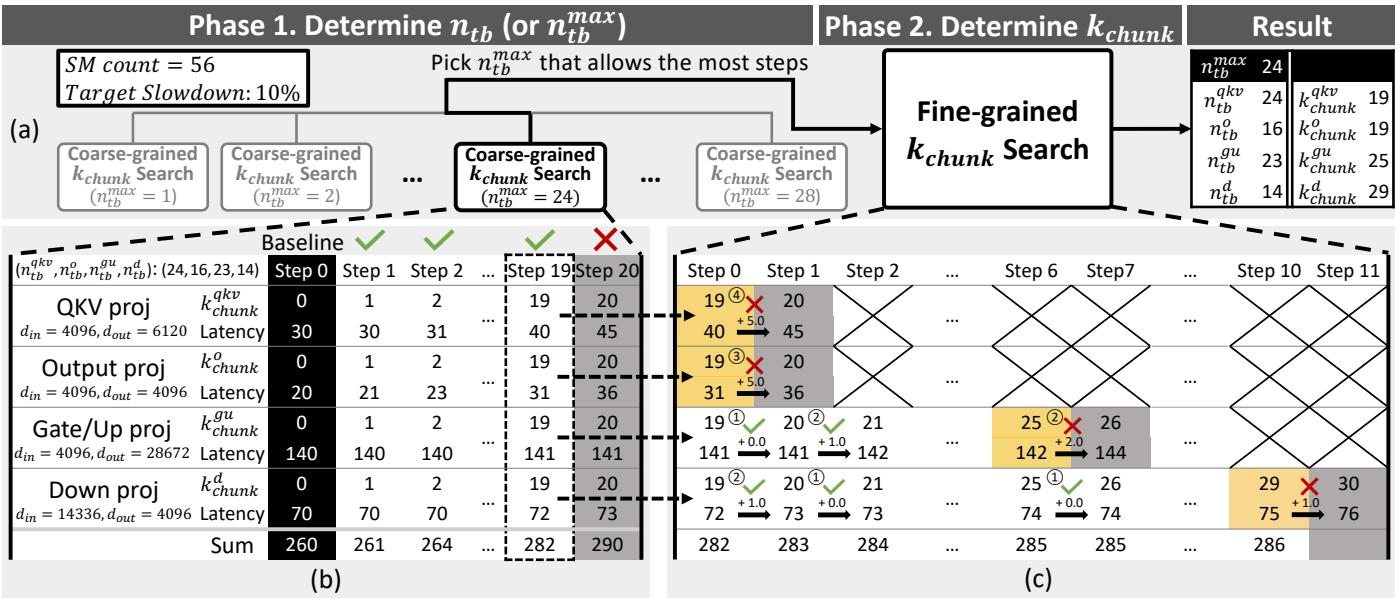 Phase 1. Determine n_tb (or n_tb^max)
Phase 2. Determine k_chunk
Result
SM count = 56
Target Slowdown: 10%
Pick n_tb^max that allows the most steps
(a)
Coarse-grained
k_chunk Search
(n_tb^max = 1)
Coarse-grained
k_chunk Search
(n_tb^max = 2)
...
Coarse-grained
k_chunk Search
(n_tb^max = 24)
...
Coarse-grained
k_chunk Search
(n_tb^max = 28)
Fine-grained
k_chunk Search
n_tb^max 24
n_tb^qkv 24 k_chunk^qkv 19
n_tb^o 16 k_chunk^o 19
n_tb^gu 23 k_chunk^gu 25
n_tb^d 14 k_chunk^d 29
Baseline
(n_tb^qkv, n_tb^o, n_tb^gu, n_tb^d): (24, 16, 23, 14) Step 0 Step 1 Step 2 ... Step 19 Step 20
QKV proj k_chunk^qkv 0 1 2 ... 19 20
d_in = 4096, d_out = 6120 Latency 30 30 31 40 45
Output proj k_chunk^o 0 1 2 ... 19 20
d_in = 4096, d_out = 4096 Latency 20 21 23 31 36
Gate/Up proj k_chunk^gu 0 1 2 ... 19 20
d_in = 4096, d_out = 28672 Latency 140 140 140 141 141
Down proj k_chunk^d 0 1 2 ... 19 20
d_in = 14336, d_out = 4096 Latency 70 70 70 72 73
Sum 260 261 264 ... 282 290
(b)
Step 0 Step 1 Step 2 ... Step 6 Step7 ... Step 10 Step 11
19 ④ 20 ... ...
40 + 5.0 45
19 ③ 20 ... ...
31 + 5.0 36
19 ① 20 ② 21 ... 25 ② 26 ...
141 + 0.0 141 + 1.0 142 142 + 2.0 144
19 ② 20 ① 21 ... 25 ① 26 ... 29 30
72 + 1.0 73 + 0.0 73 74 + 0.0 74 75 + 1.0 76
282 283 284 ... 285 285 ... 286
(c)